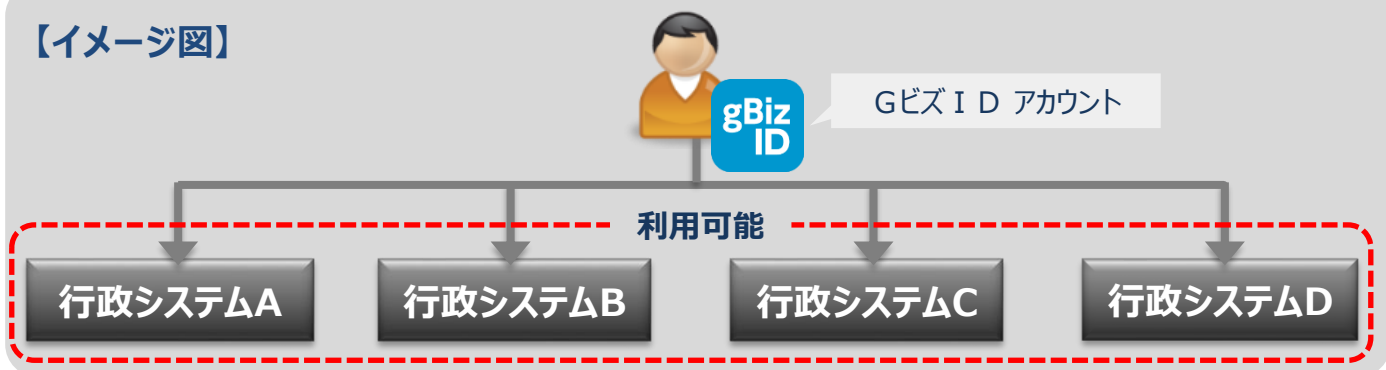 【イメージ図】
gBiz
ID
GビズＩＤ アカウント
利用可能
行政システムA
行政システムB
行政システムC
行政システムD